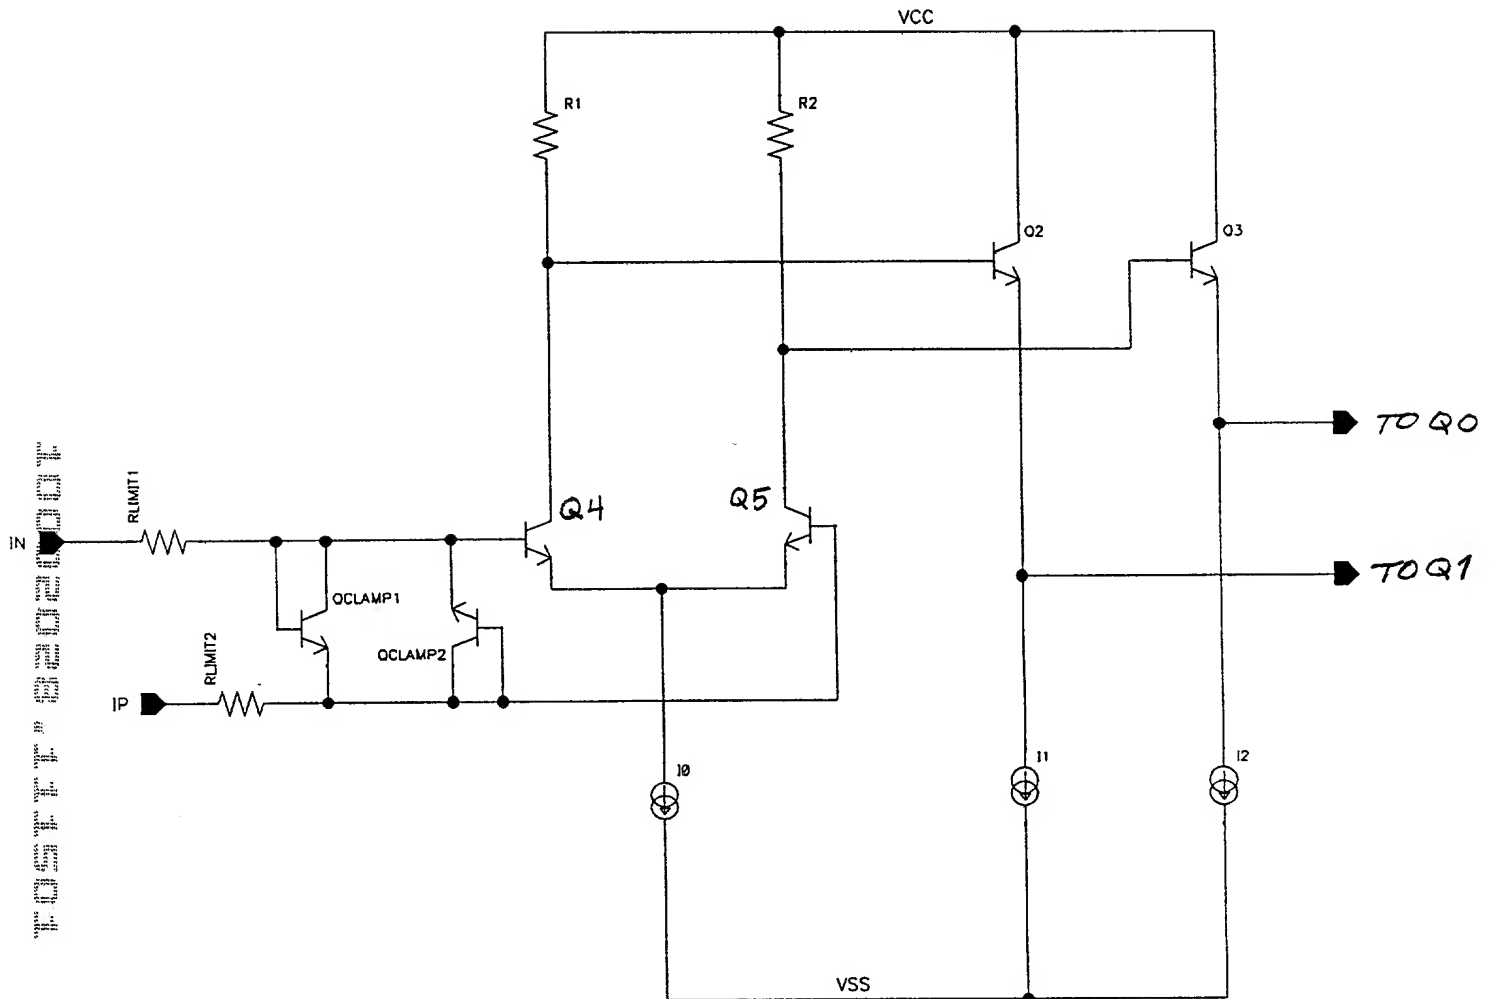 VCC
R1
R2
Q2
Q3
TO Q0
Q4
Q5
RLIMIT1
IN
QCLAMP1
TO Q1
QCLAMP2
RLIMIT2
IP
I0
I1
I2
VSS